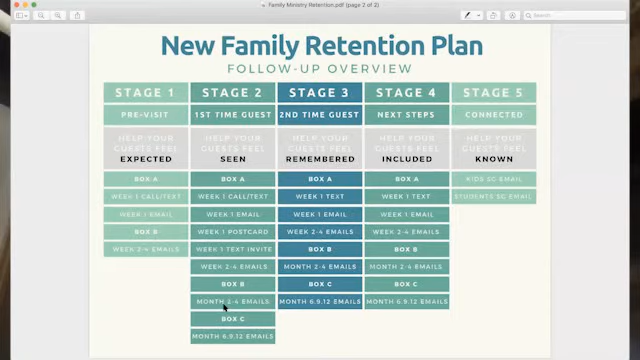 Family Ministry Retention.pdf (page 2 of 2)
Search
New Family Retention Plan
FOLLOW-UP OVERVIEW
STAGE 1 STAGE 2 STAGE 3 STAGE 4 STAGE 5
PRE-VISIT 1ST TIME GUEST 2ND TIME GUEST NEXT STEPS CONNECTED
HELP YOUR HELP YOUR HELP YOUR HELP YOUR HELP YOUR
GUESTS FEEL GUESTS FEEL GUESTS FEEL GUESTS FEEL GUESTS FEEL
EXPECTED SEEN REMEMBERED INCLUDED KNOWN
BOX A BOX A BOX A BOX A KIDS SC EMAIL
WEEK 1 CALL/TEXT WEEK 1 CALL/TEXT WEEK 1 TEXT WEEK 1 TEXT STUDENTS SC EMAIL
WEEK 1 EMAIL WEEK 1 EMAIL WEEK 1 EMAIL WEEK 1 EMAIL
BOX B WEEK 1 POSTCARD WEEK 2-4 EMAILS WEEK 2-4 EMAILS
WEEK 2-4 EMAILS WEEK 1 TEXT INVITE BOX B BOX B
WEEK 2-4 EMAILS MONTH 2-4 EMAILS MONTH 2-4 EMAILS
BOX B BOX C BOX C
MONTH 2-4 EMAILS MONTH 6,9,12 EMAILS MONTH 6,9,12 EMAILS
BOX C
MONTH 6,9,12 EMAILS